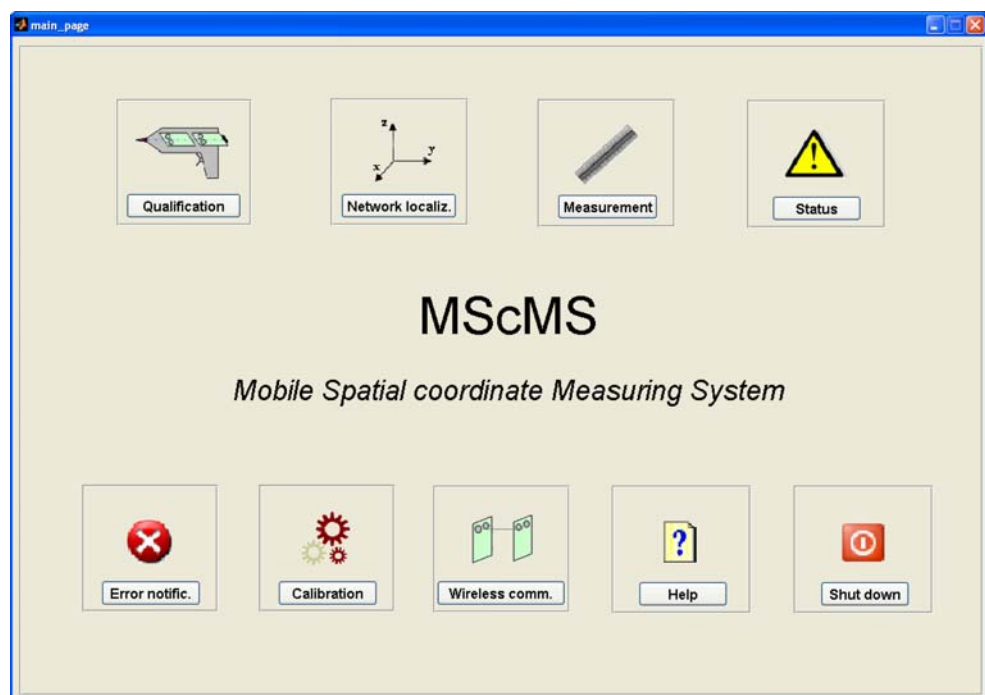 main_page
z
y
x
Qualification
Network localiz.
Measurement
!
Status
MScMS
Mobile Spatial coordinate Measuring System
?
Error notific.
Calibration
Wireless comm.
Help
Shut down